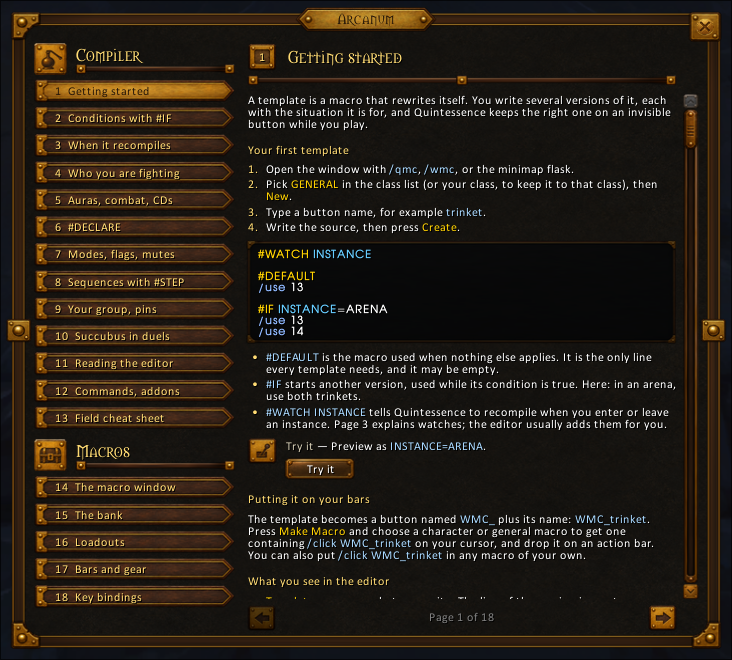 Arcanum
Compiler
1 Getting started
2 Conditions with #IF
3 When it recompiles
4 Who you are fighting
5 Auras, combat, CDs
6 #DECLARE
7 Modes, flags, mutes
8 Sequences with #STEP
9 Your group, pins
10 Succubus in duels
11 Reading the editor
12 Commands, addons
13 Field cheat sheet
Macros
14 The macro window
15 The bank
16 Loadouts
17 Bars and gear
18 Key bindings
1 Getting started
A template is a macro that rewrites itself. You write several versions of it, each
with the situation it is for, and Quintessence keeps the right one on an invisible
button while you play.
Your first template
1. Open the window with /qmc, /wmc, or the minimap flask.
2. Pick GENERAL in the class list (or your class, to keep it to that class), then
New.
3. Type a button name, for example trinket.
4. Write the source, then press Create.
#WATCH INSTANCE
#DEFAULT
/use 13
#IF INSTANCE=ARENA
/use 13
/use 14
• #DEFAULT is the macro used when nothing else applies. It is the only line
every template needs, and it may be empty.
• #IF starts another version, used while its condition is true. Here: in an arena,
use both trinkets.
• #WATCH INSTANCE tells Quintessence to recompile when you enter or leave
an instance. Page 3 explains watches; the editor usually adds them for you.
Try it — Preview as INSTANCE=ARENA.
Try it
Putting it on your bars
The template becomes a button named WMC_ plus its name: WMC_trinket.
Press Make Macro and choose a character or general macro to get one
containing /click WMC_trinket on your cursor, and drop it on an action bar.
You can also put /click WMC_trinket in any macro of your own.
What you see in the editor
Page 1 of 18